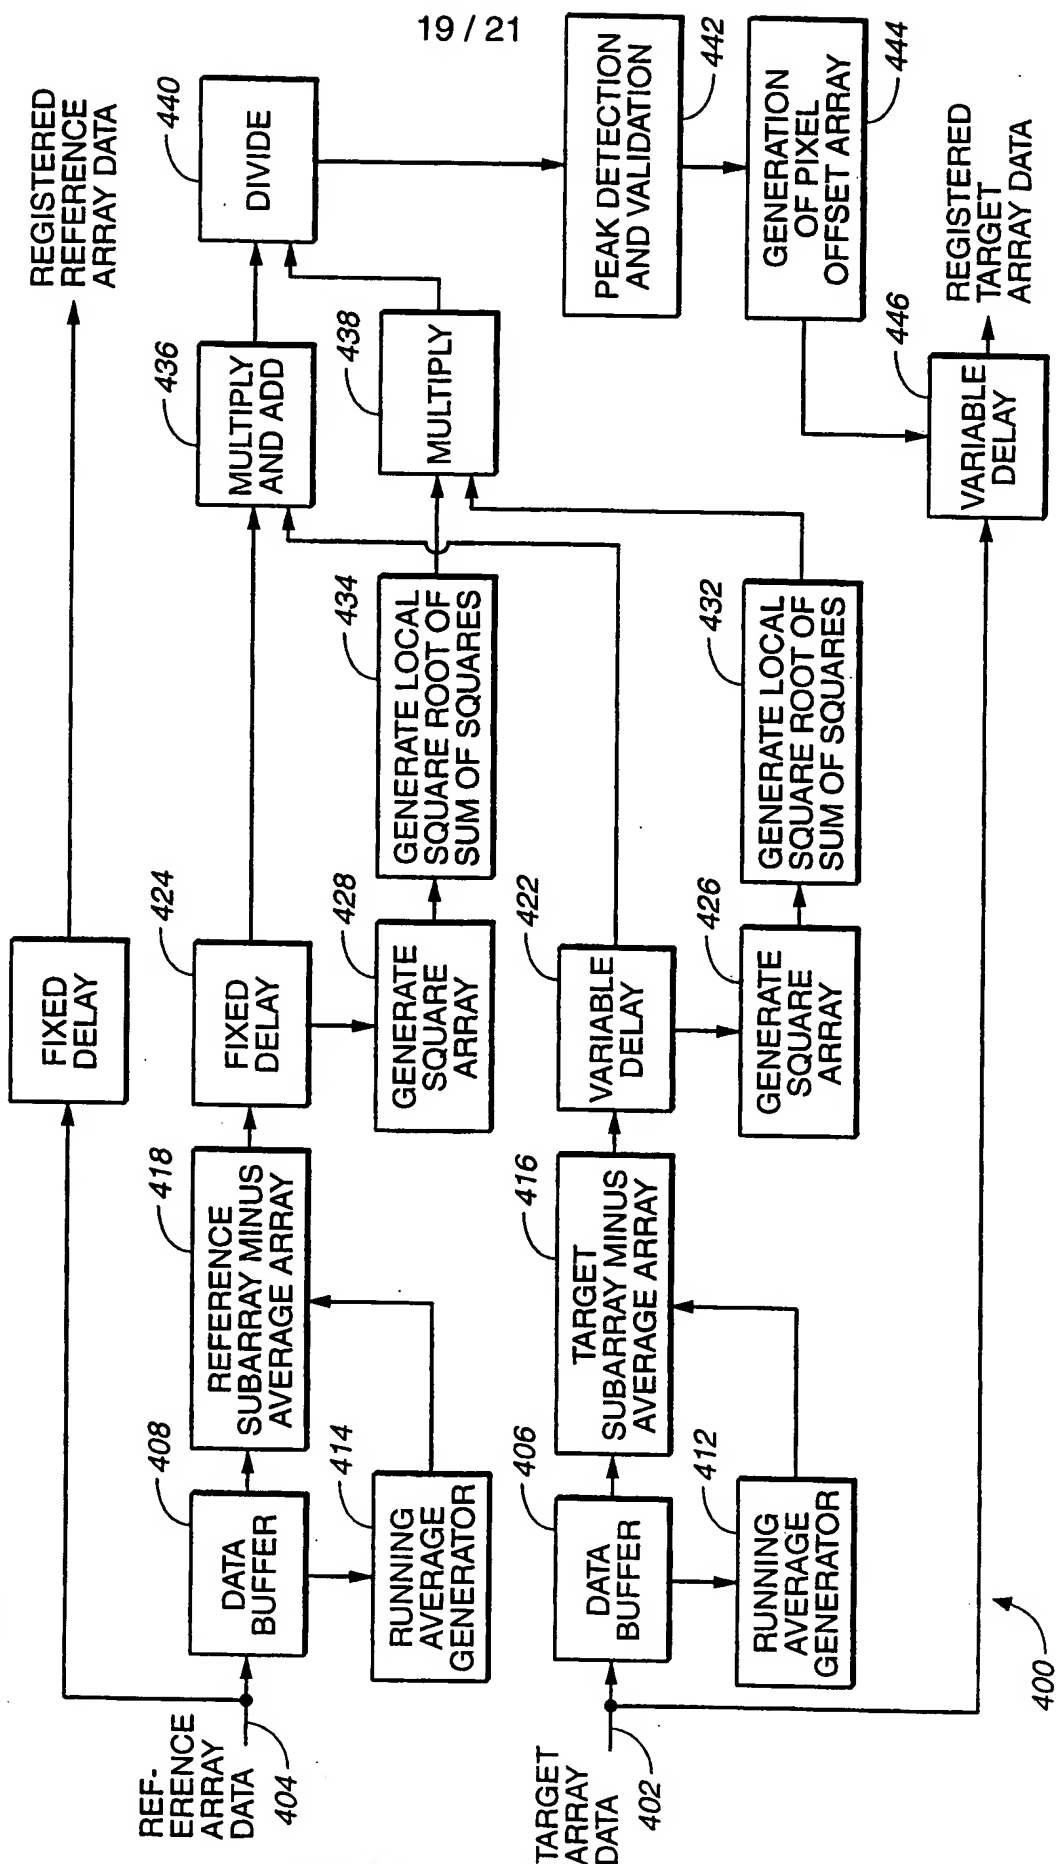 19 / 21
REF-
ERENCE
ARRAY
DATA
404
FIXED
DELAY
REGISTERED
REFERENCE
ARRAY DATA
408
DATA
BUFFER
414
RUNNING
AVERAGE
GENERATOR
418
REFERENCE
SUBARRAY MINUS
AVERAGE ARRAY
424
FIXED
DELAY
428
GENERATE
SQUARE
ARRAY
434
GENERATE LOCAL
SQUARE ROOT OF
SUM OF SQUARES
436
MULTIPLY
AND ADD
438
MULTIPLY
440
DIVIDE
TARGET
ARRAY
DATA
402
406
DATA
BUFFER
412
RUNNING
AVERAGE
GENERATOR
416
TARGET
SUBARRAY MINUS
AVERAGE ARRAY
422
VARIABLE
DELAY
426
GENERATE
SQUARE
ARRAY
432
GENERATE LOCAL
SQUARE ROOT OF
SUM OF SQUARES
PEAK DETECTION
AND VALIDATION
442
GENERATION
OF PIXEL
OFFSET ARRAY
444
446
VARIABLE
DELAY
REGISTERED
TARGET
ARRAY DATA
400